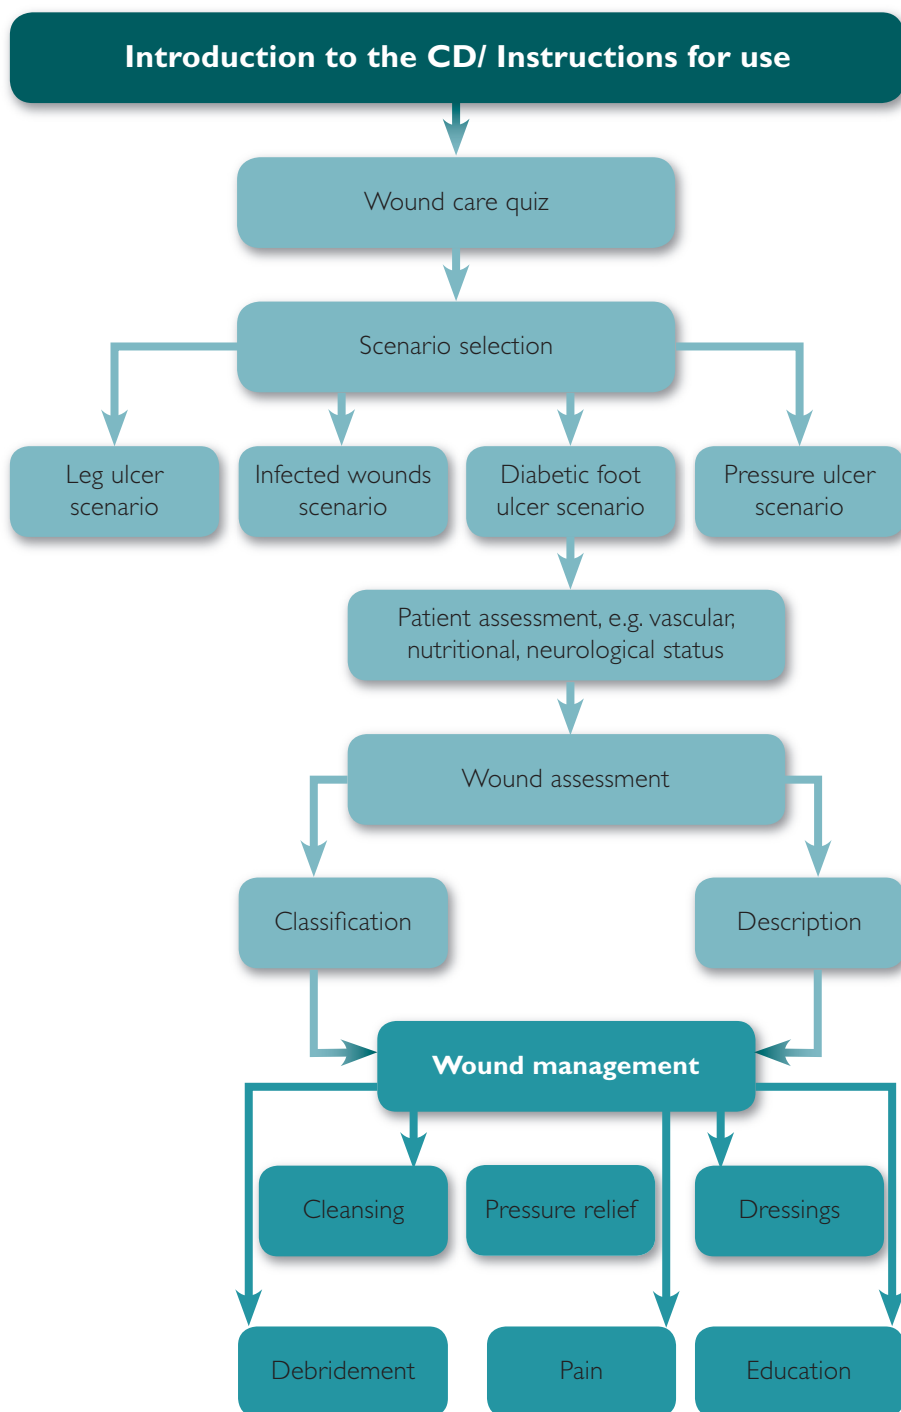 Introduction to the CD/ Instructions for use
Wound care quiz
Scenario selection
Leg ulcer
scenario
Infected wounds
scenario
Diabetic foot
ulcer scenario
Pressure ulcer
scenario
Patient assessment, e.g. vascular,
nutritional, neurological status
Wound assessment
Classification
Description
Wound management
Cleansing
Pressure relief
Dressings
Debridement
Pain
Education